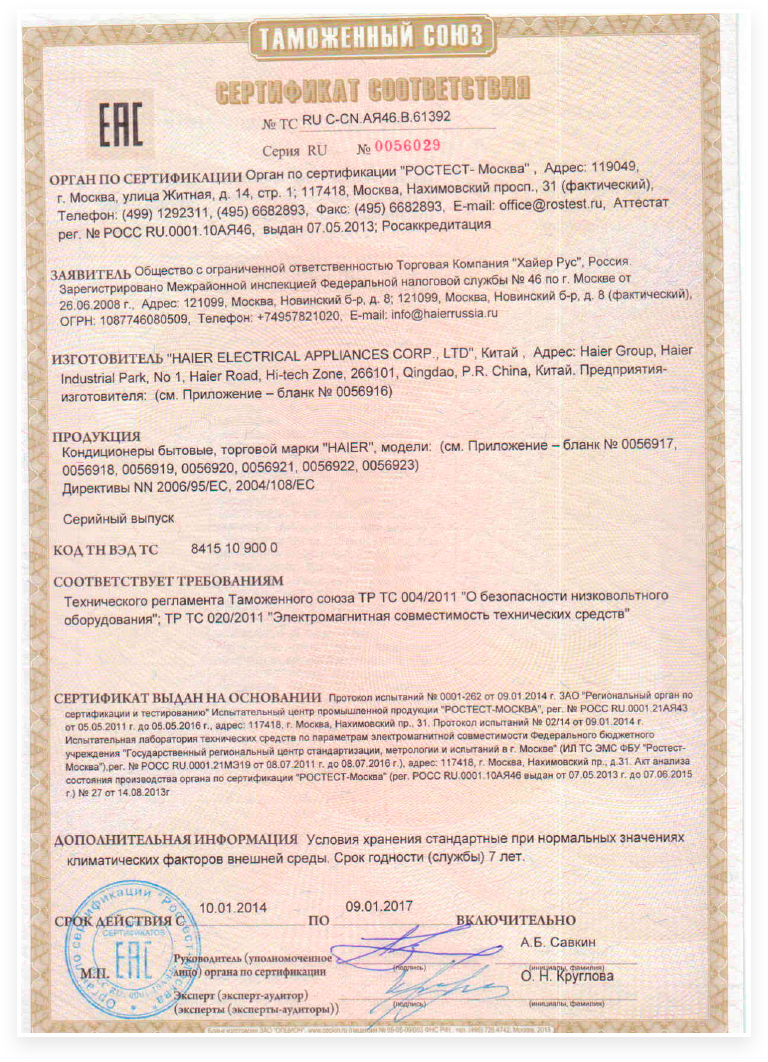 ТАМОЖЕННЫЙ СОЮЗ
СЕРТИФИКАТ СООТВЕТСТВИЯ
ЕАС
№ ТС RU C-CN.АЯ46.В.61392
Серия RU № 0056029
ОРГАН ПО СЕРТИФИКАЦИИ Орган по сертификации "РОСТЕСТ- Москва" , Адрес: 119049,
г. Москва, улица Житная, д. 14, стр. 1; 117418, Москва, Нахимовский просп., 31 (фактический),
Телефон: (499) 1292311, (495) 6682893, Факс: (495) 6682893, E-mail: office@rostest.ru, Аттестат
рег. № РОСС RU.0001.10АЯ46, выдан 07.05.2013; Росаккредитация
ЗАЯВИТЕЛЬ Общество с ограниченной ответственностью Торговая Компания "Хайер Рус", Россия.
Зарегистрировано Межрайонной инспекцией Федеральной налоговой службы № 46 по г. Москве от
26.06.2008 г., Адрес: 121099, Москва, Новинский б-р, д. 8; 121099, Москва, Новинский б-р, д. 8 (фактический),
ОГРН: 1087746080509, Телефон: +74957821020, E-mail: info@haierrussia.ru
ИЗГОТОВИТЕЛЬ "HAIER ELECTRICAL APPLIANCES CORP., LTD", Китай , Адрес: Haier Group, Haier
Industrial Park, No 1, Haier Road, Hi-tech Zone, 266101, Qingdao, P.R. China, Китай. Предприятия-
изготовителя: (см. Приложение – бланк № 0056916)
ПРОДУКЦИЯ
Кондиционеры бытовые, торговой марки "HAIER", модели: (см. Приложение – бланк № 0056917,
0056918, 0056919, 0056920, 0056921, 0056922, 0056923)
Директивы NN 2006/95/EC, 2004/108/EC
Серийный выпуск
КОД ТН ВЭД ТС 8415 10 900 0
СООТВЕТСТВУЕТ ТРЕБОВАНИЯМ
Технического регламента Таможенного союза ТР ТС 004/2011 "О безопасности низковольтного
оборудования"; ТР ТС 020/2011 "Электромагнитная совместимость технических средств"
СЕРТИФИКАТ ВЫДАН НА ОСНОВАНИИ Протокол испытаний № 0001-262 от 09.01.2014 г. ЗАО "Региональный орган по
сертификации и тестированию" Испытательный центр промышленной продукции "РОСТЕСТ-МОСКВА", рег. № РОСС RU.0001.21АЯ43
от 05.05.2011 г. до 05.05.2016 г., адрес: 117418, г. Москва, Нахимовский пр., 31. Протокол испытаний № 02/14 от 09.01.2014 г.
Испытательная лаборатория технических средств по параметрам электромагнитной совместимости Федерального бюджетного
учреждения "Государственный региональный центр стандартизации, метрологии и испытаний в г. Москве" (ИЛ ТС ЭМС ФБУ "Ростест-
Москва"),рег. № РОСС RU.0001.21МЭ19 от 08.07.2011 г. до 08.07.2016 г.), адрес: 117418, г. Москва, Нахимовский пр., д.31. Акт анализа
состояния производства органа по сертификации "РОСТЕСТ-Москва" (рег. РОСС RU.0001.10АЯ46 выдан от 07.05.2013 до 07.06.2015
г.) № 27 от 14.08.2013г
ДОПОЛНИТЕЛЬНАЯ ИНФОРМАЦИЯ Условия хранения стандартные при нормальных значениях
климатических факторов внешней среды. Срок годности (службы) 7 лет.
СРОК ДЕЙСТВИЯ С 10.01.2014 ПО 09.01.2017 ВКЛЮЧИТЕЛЬНО
А.Б. Савкин
Руководитель (уполномоченное
М.П. лицо) органа по сертификации (подпись) (инициалы, фамилия)
О. Н. Круглова
Эксперт (эксперт-аудитор)
(эксперты (эксперты-аудиторы)) (подпись) (инициалы, фамилия)